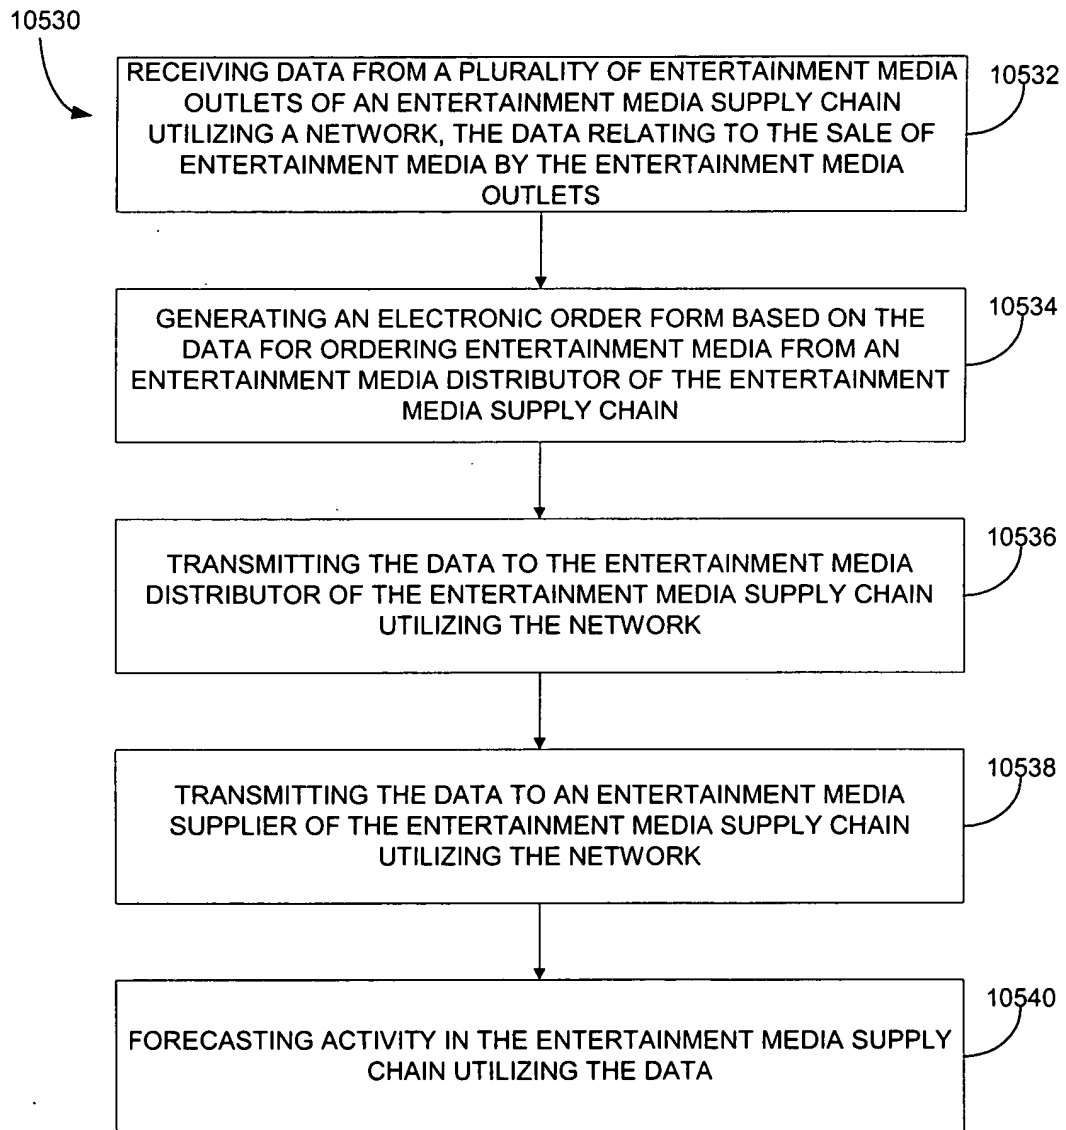 10530
RECEIVING DATA FROM A PLURALITY OF ENTERTAINMENT MEDIA
OUTLETS OF AN ENTERTAINMENT MEDIA SUPPLY CHAIN
UTILIZING A NETWORK, THE DATA RELATING TO THE SALE OF
ENTERTAINMENT MEDIA BY THE ENTERTAINMENT MEDIA
OUTLETS
10532
GENERATING AN ELECTRONIC ORDER FORM BASED ON THE
DATA FOR ORDERING ENTERTAINMENT MEDIA FROM AN
ENTERTAINMENT MEDIA DISTRIBUTOR OF THE ENTERTAINMENT
MEDIA SUPPLY CHAIN
10534
TRANSMITTING THE DATA TO THE ENTERTAINMENT MEDIA
DISTRIBUTOR OF THE ENTERTAINMENT MEDIA SUPPLY CHAIN
UTILIZING THE NETWORK
10536
TRANSMITTING THE DATA TO AN ENTERTAINMENT MEDIA
SUPPLIER OF THE ENTERTAINMENT MEDIA SUPPLY CHAIN
UTILIZING THE NETWORK
10538
FORECASTING ACTIVITY IN THE ENTERTAINMENT MEDIA SUPPLY
CHAIN UTILIZING THE DATA
10540